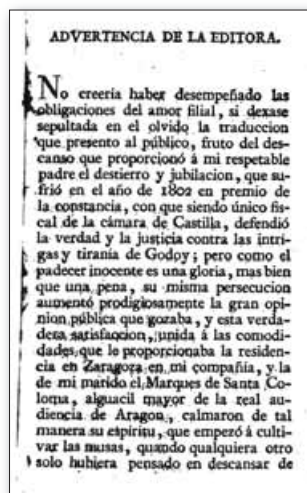 ADVERTENCIA DE LA EDITORA.
No creería haber desempeñado las
obligaciones del amor filial, si dexase
sepultada en el olvido la traduccion
que presento al público, fruto del des-
canso que proporcionó á mi respetable
padre el destierro y jubilacion, que su-
frió en el año de 1802 en premio de
la constancia, con que siendo único fis-
cal de la cámara de Castilla, defendió
la verdad y la justicia contra las intri-
gas y tiranía de Godoy; pero como el
padecer inocente es una gloria, mas bien
que una pena, su misma persecucion
aumentó prodigiosamente la gran opi-
nion pública que gozaba, y esta verda-
dera satisfaccion, unida á las comodi-
dades que le proporcionaba la residen-
cia en Zaragoza en mi compañia, y la
de mi marido el Marques de Santa Co-
loma, alguacil mayor de la real au-
diencia de Aragon, calmaron de tal
manera su espíritu, que empezó á culti-
var las musas, quando qualquiera otro
solo hubiera pensado en descansar de